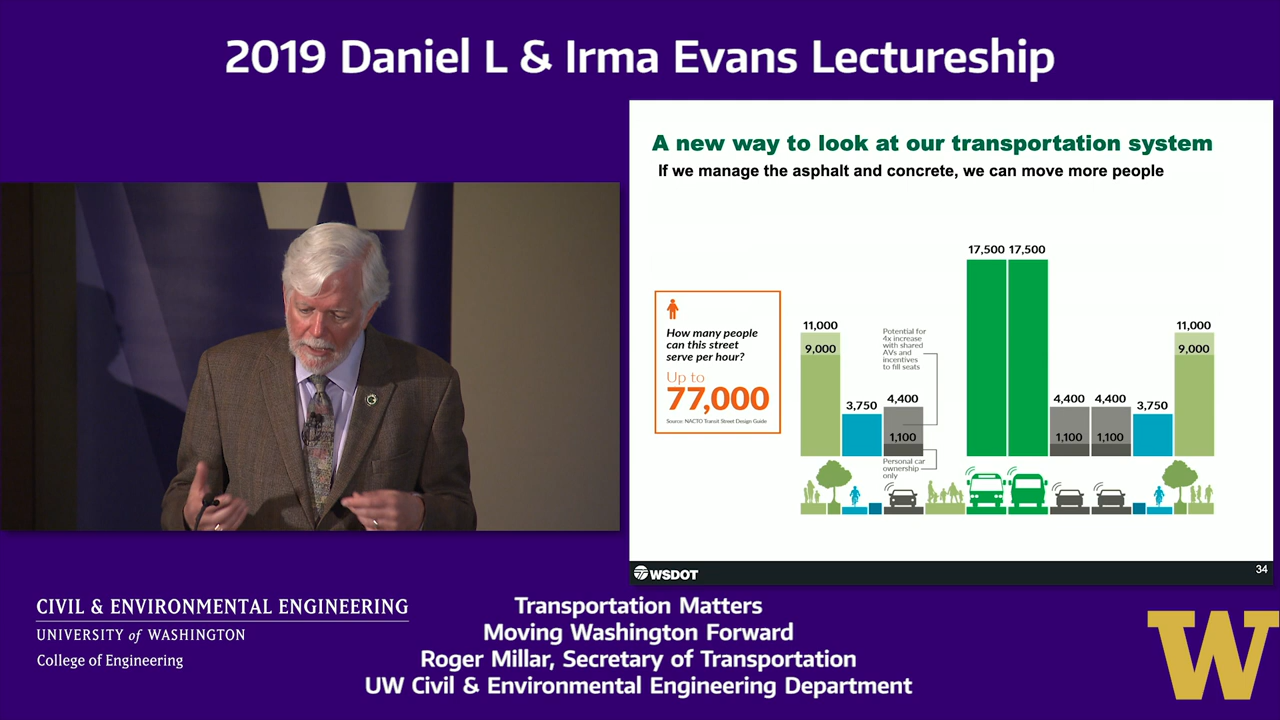 2019 Daniel L & Irma Evans Lectureship
A new way to look at our transportation system
If we manage the asphalt and concrete, we can move more people
How many people
can this street
serve per hour?
Up to
77,000
Source: NACTO Transit Street Design Guide
11,000
9,000
3,750
Potential for
4x increase
with shared
AVs and
incentives
to fill seats
4,400
1,100
Personal car
ownership
only
17,500 17,500
4,400 4,400
1,100 1,100
3,750
11,000
9,000
WSDOT
34
W
CIVIL & ENVIRONMENTAL ENGINEERING
UNIVERSITY of WASHINGTON
College of Engineering
Transportation Matters
Moving Washington Forward
Roger Millar, Secretary of Transportation
UW Civil & Environmental Engineering Department
W